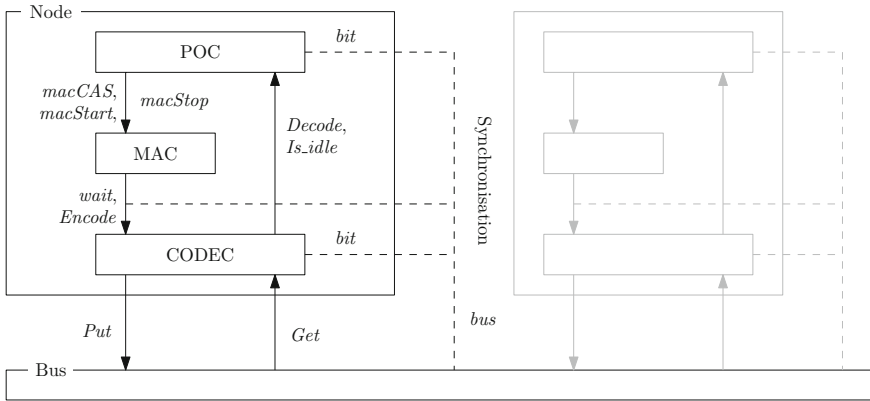 Node
POC
bit
macCAS,
macStart,
macStop
Decode,
Is_idle
MAC
wait,
Encode
CODEC
bit
Synchronisation
Put
Get
bus
Bus